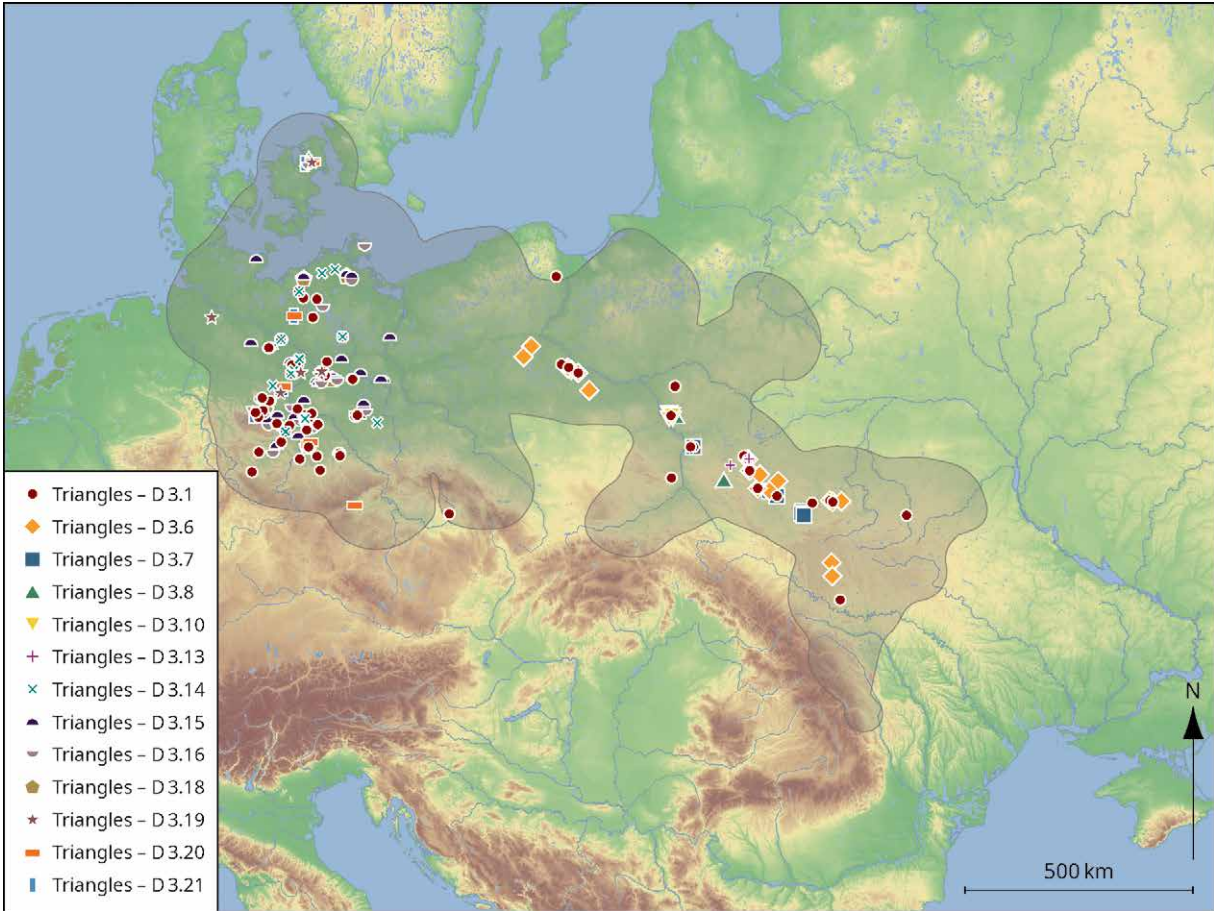 Triangles – D 3.1
Triangles – D 3.6
Triangles – D 3.7
Triangles – D 3.8
Triangles – D 3.10
Triangles – D 3.13
Triangles – D 3.14
Triangles – D 3.15
Triangles – D 3.16
Triangles – D 3.18
Triangles – D 3.19
Triangles – D 3.20
Triangles – D 3.21
N
500 km